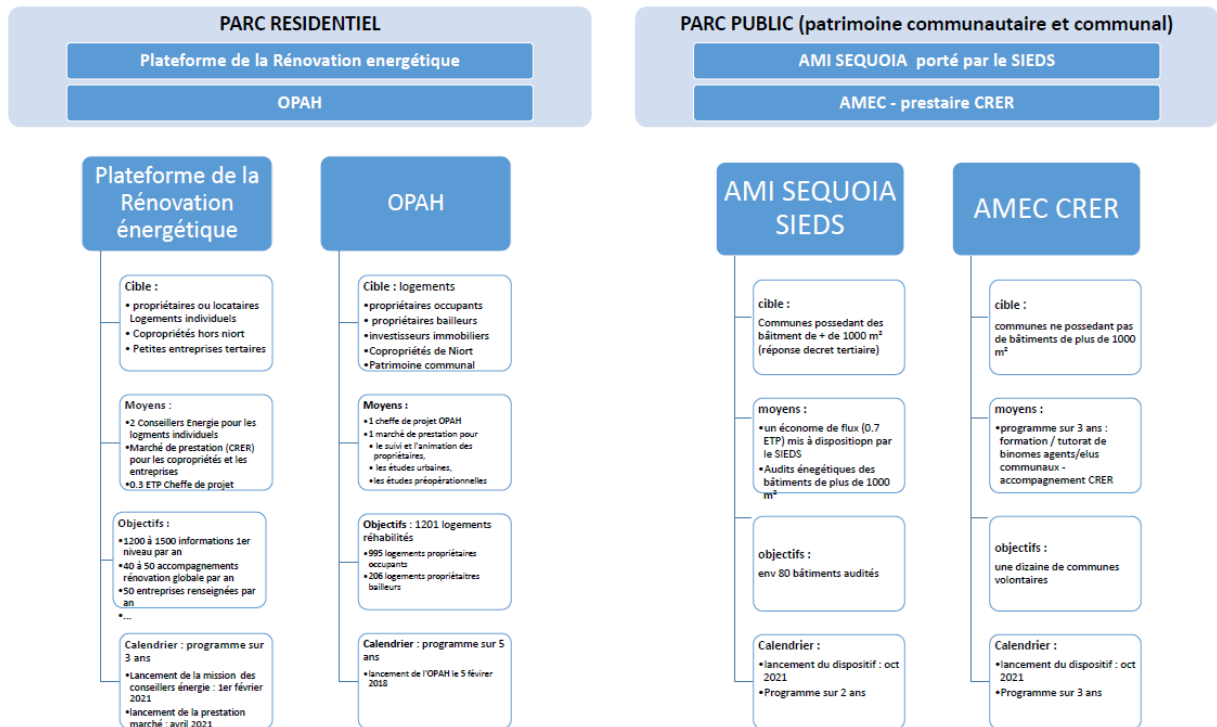 PARC RESIDENTIEL
Plateforme de la Rénovation energétique
OPAH
PARC PUBLIC (patrimoine communautaire et communal)
AMI SEQUOIA porté par le SIEDS
AMEC - prestaire CRER
Plateforme de la
Rénovation
énergétique
Cible :
• propriétaires ou locataires
Logements individuels
• Copropriétés hors niort
• Petites entreprises tertaires
Moyens :
•2 Conseillers Energie pour les
logments individuels
•Marché de prestation (CRER)
pour les copropriétés et les
entreprises
•0.3 ETP Cheffe de projet
Objectifs :
•1200 à 1500 informations 1er
niveau par an
•40 à 50 accompagnements
rénovation globale par an
•50 entreprises renseignées par
an
•...
Calendrier : programme sur
3 ans
•Lancement de la mission des
conseillers énergie : 1er février
2021
•lancement de la prestation
marché : avril 2021
OPAH
Cible : logements
•propriétaires occupants
• propriétaires bailleurs
•investisseurs immobiliers
•Copropriétés de Niort
•Patrimoine communal
Moyens :
•1 cheffe de projet OPAH
•1 marché de prestation pour
• le suivi et l'animation des
propriétaires,
• les études urbaines,
•les études préopérationnelles
Objectifs : 1201 logements
réhabilités
•995 logements propriétaires
occupants
•206 logements propriétaitres
bailleurs
Calendrier : programme sur 5
ans
•lancement de l'OPAH le 5 févirer
2018
AMI SEQUOIA
SIEDS
cible :
Communes possedant des
bâitment de + de 1000 m²
(réponse decret tertiaire)
moyens :
•un économe de flux (0.7
ETP) mis à dispositiopn par
le SIEDS
•Audits énegétiques des
bâtiments de plus de 1000
m²
objectifs :
env 80 bâtiments audités
Calendrier :
•lancement du dispositif : oct
2021
•Programme sur 2 ans
AMEC CRER
cible :
communes ne possedant pas
de bâtiments de plus de 1000
m²
moyens :
•programme sur 3 ans :
formation / tutorat de
binomes agents/elus
communaux -
accompagnement CRER
objectifs :
une dizaine de communes
volontaires
Calendrier :
•lancement du dispositif : oct
2021
•Programme sur 3 ans